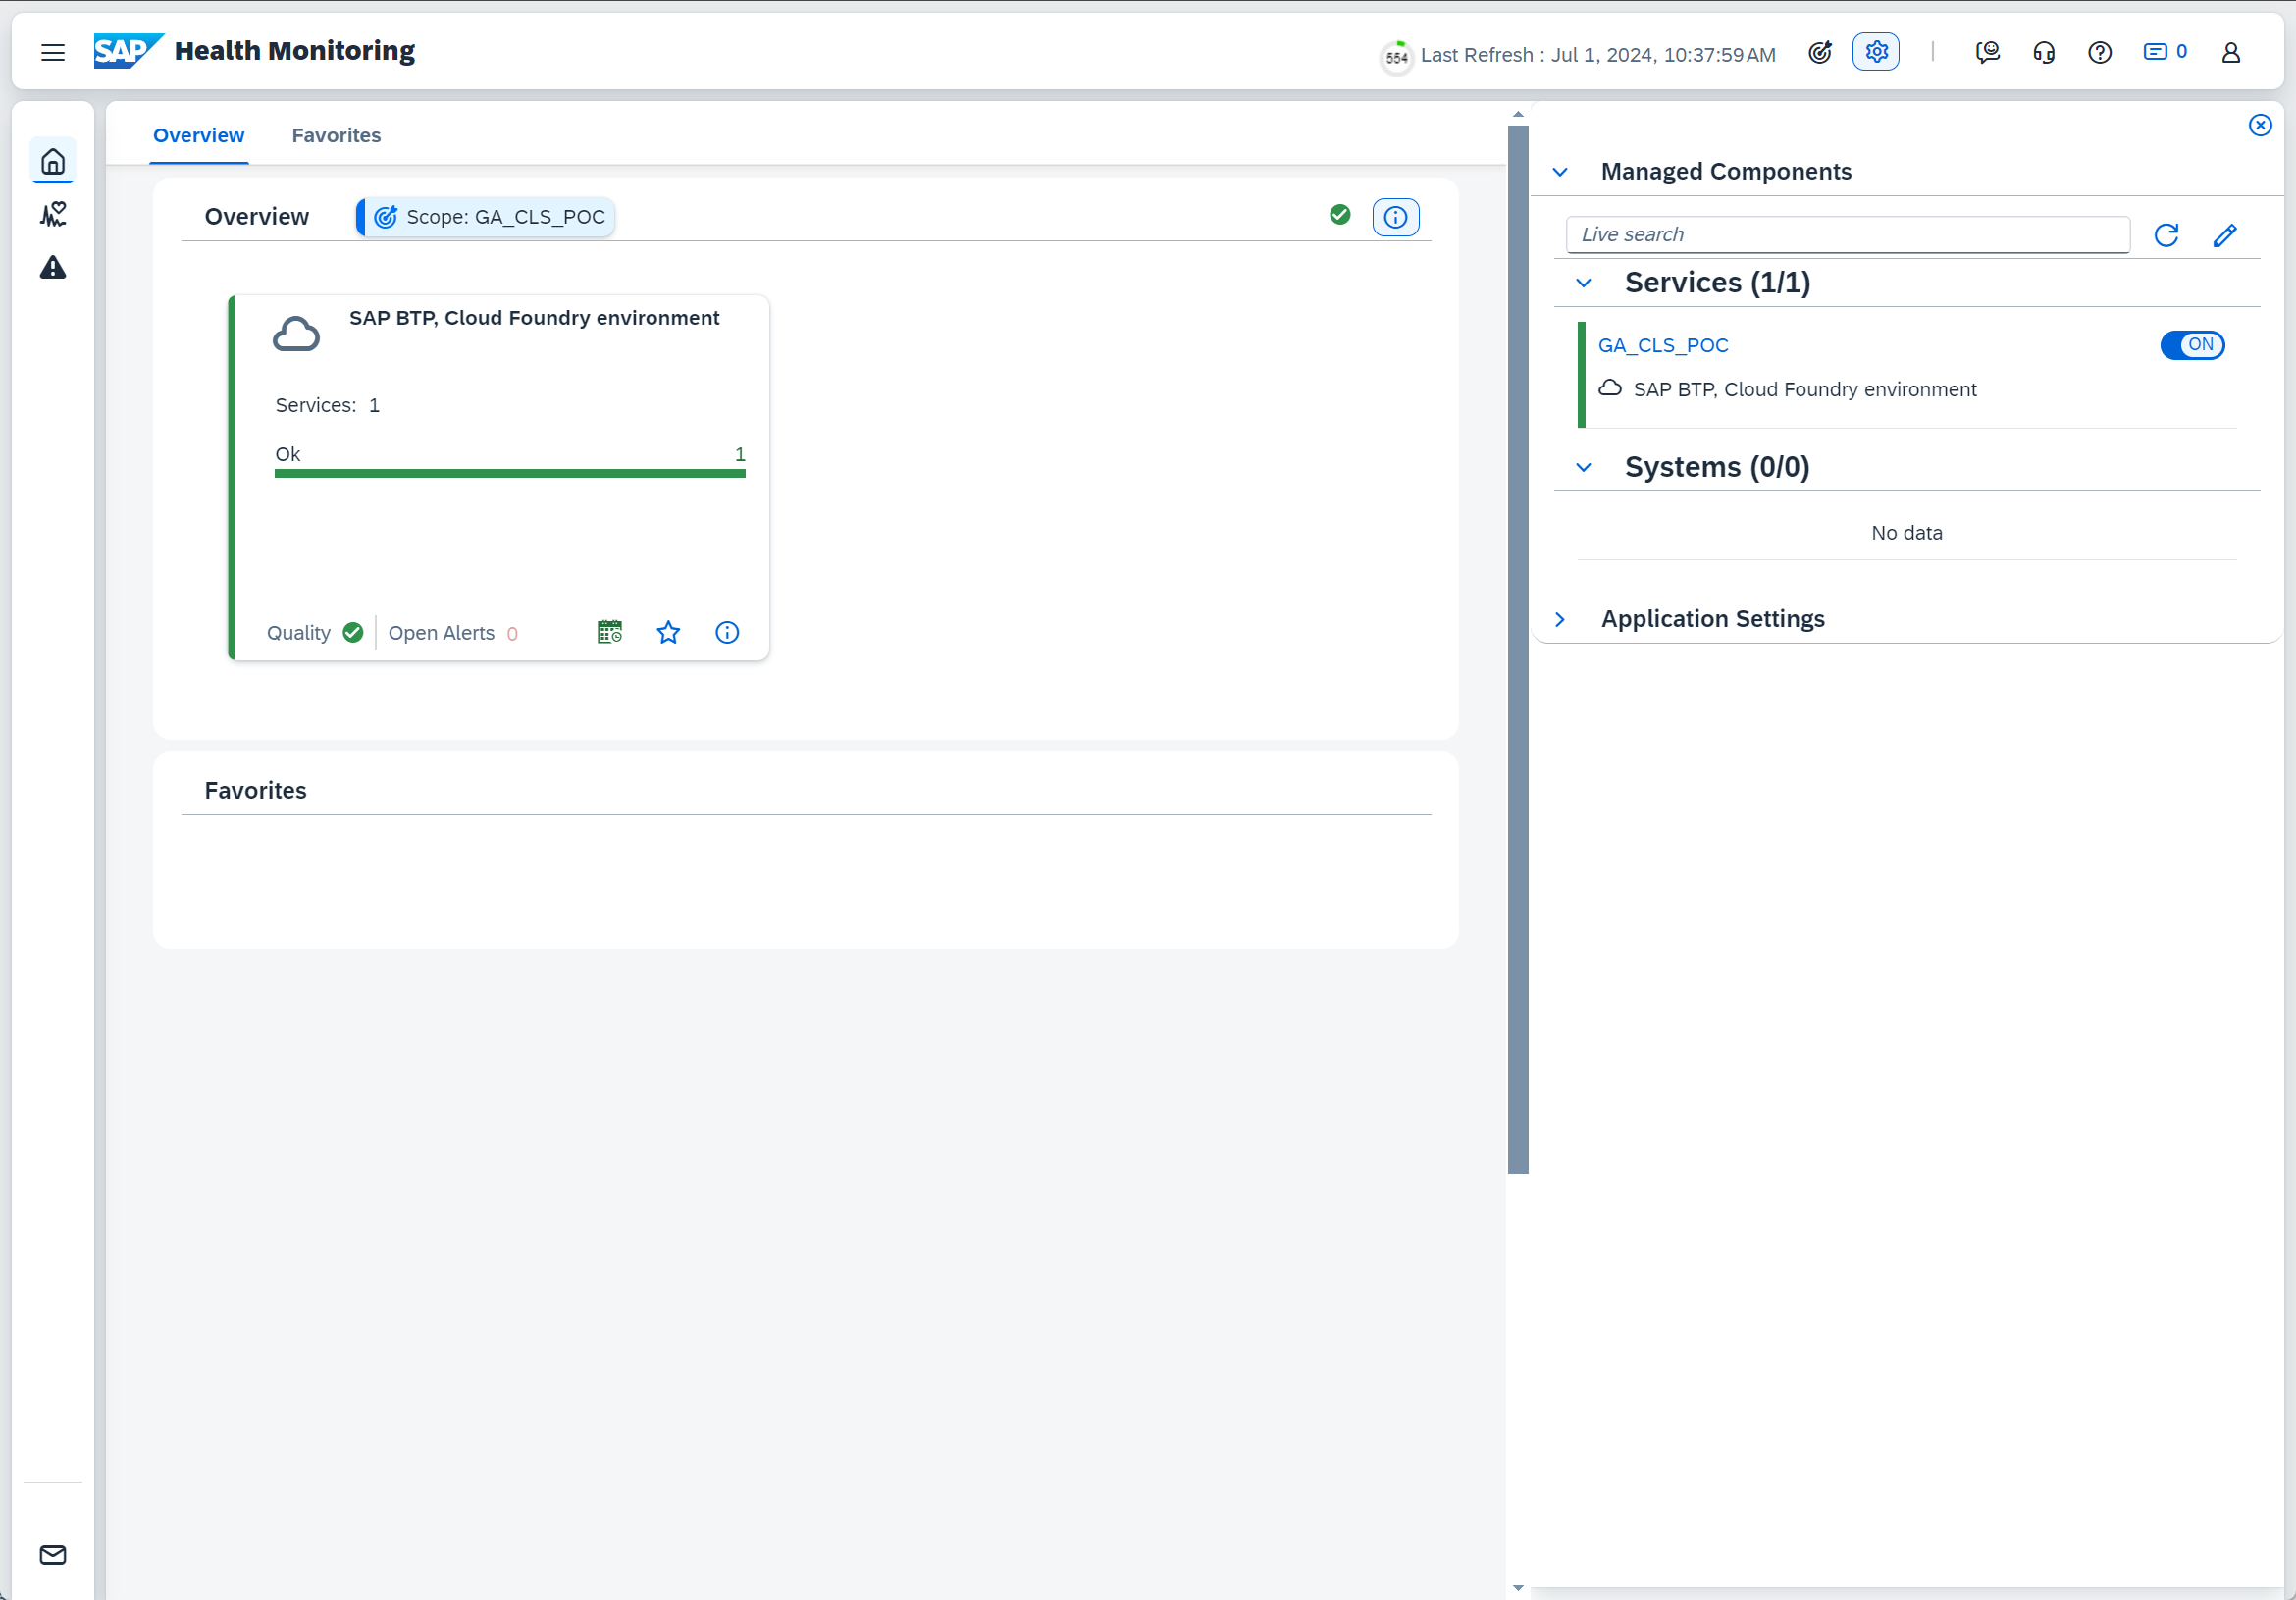 SAP Health Monitoring
554 Last Refresh : Jul 1, 2024, 10:37:59 AM
0
Overview Favorites
Overview Scope: GA_CLS_POC
SAP BTP, Cloud Foundry environment
Services: 1
Ok 1
Quality Open Alerts 0
Favorites
Managed Components
Live search
Services (1/1)
GA_CLS_POC ON
SAP BTP, Cloud Foundry environment
Systems (0/0)
No data
Application Settings